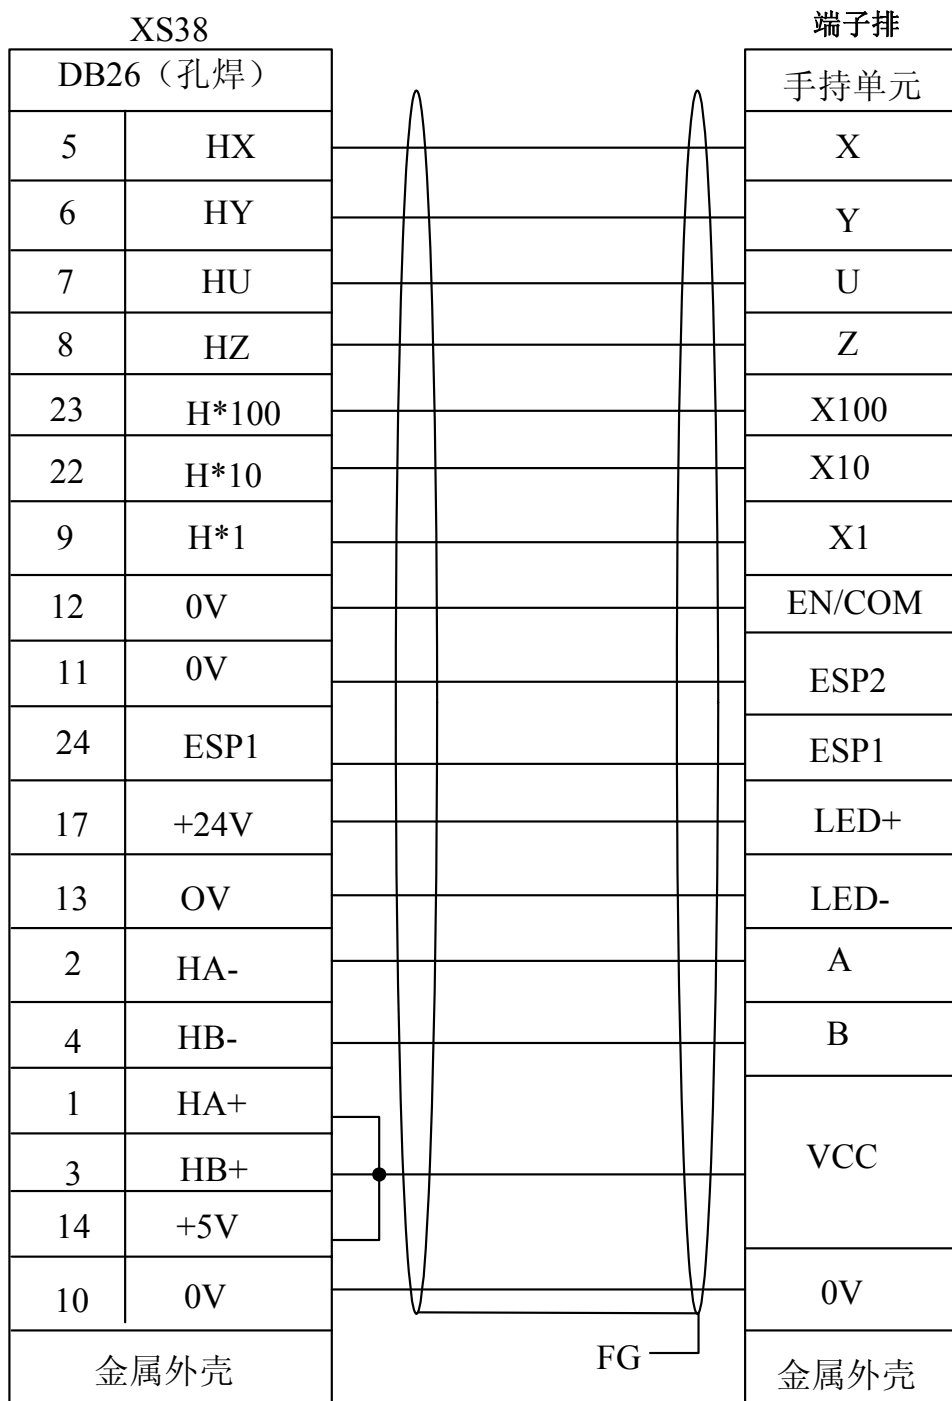 XS38 端子排
DB26（孔焊） 手持单元
5 HX X
6 HY Y
7 HU U
8 HZ Z
23 H*100 X100
22 H*10 X10
9 H*1 X1
12 0V EN/COM
11 0V ESP2
24 ESP1 ESP1
17 +24V LED+
13 OV LED-
2 HA- A
4 HB- B
1 HA+
3 HB+ VCC
14 +5V
10 0V 0V
金属外壳 FG 金属外壳